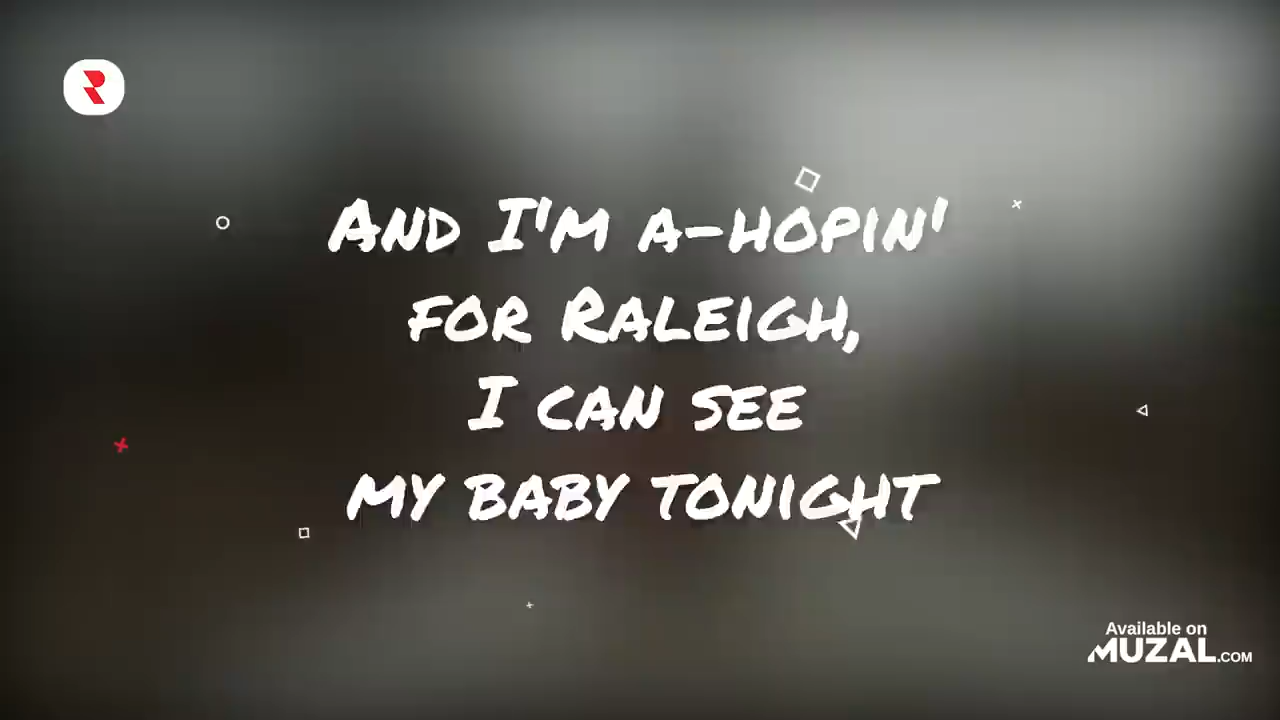 And I'm a-hopin'
for Raleigh,
I can see
my baby tonight
Available on
MUZAL.COM